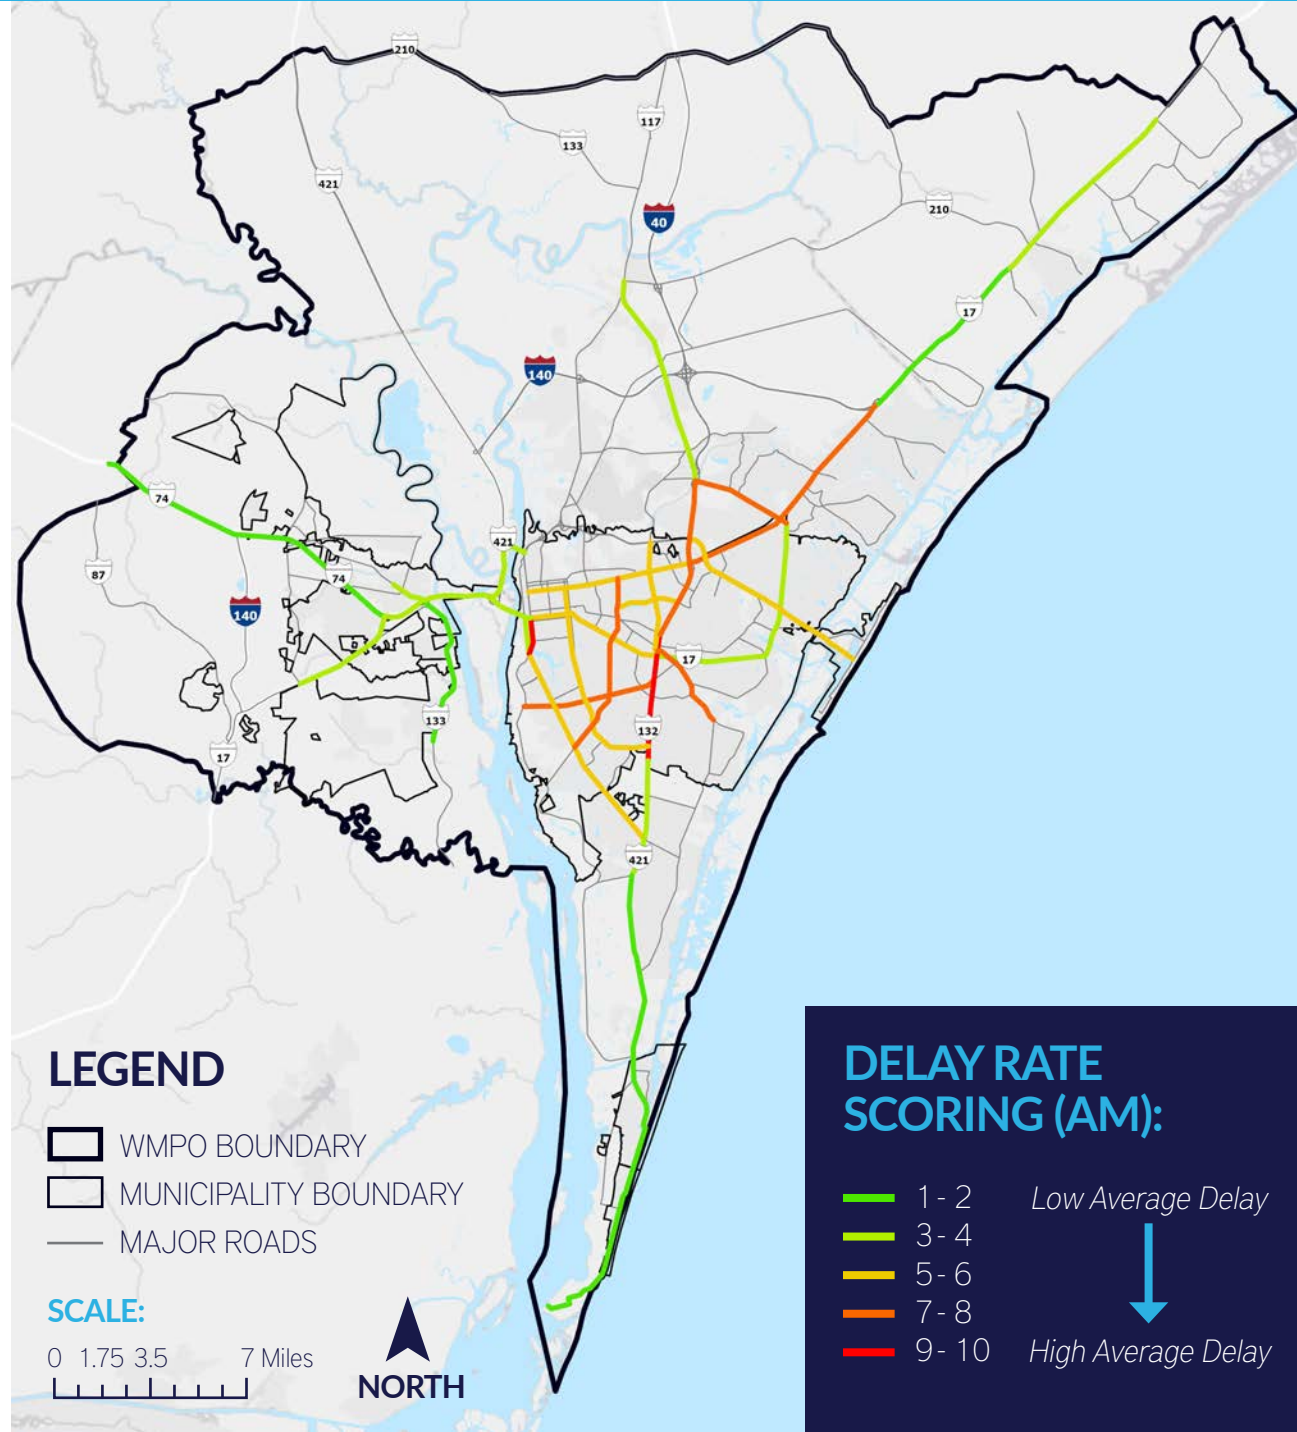 210
117
133
421
40
210
17
140
74
421
87
74
140
17
133
132
17
421
LEGEND
WMPO BOUNDARY
MUNICIPALITY BOUNDARY
MAJOR ROADS
SCALE:
0 1.75 3.5 7 Miles
NORTH
DELAY RATE
SCORING (AM):
1 - 2 Low Average Delay
3 - 4
5 - 6
7 - 8
9 - 10 High Average Delay